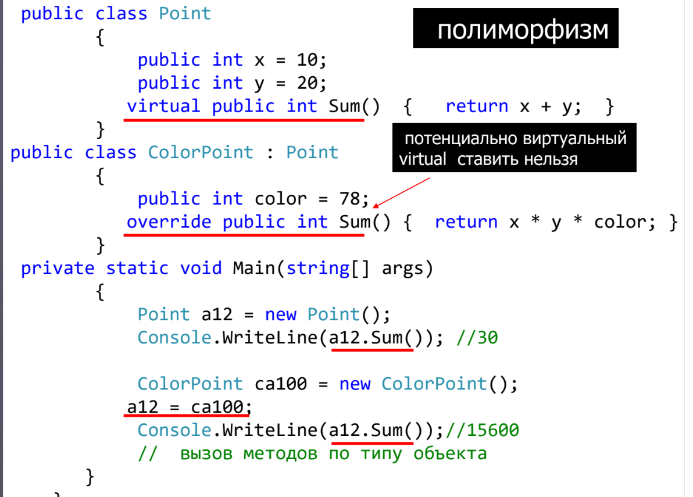 public class Point
полиморфизм
{
public int x = 10;
public int y = 20;
virtual public int Sum() { return x + y; }
}
потенциально виртуальный
virtual ставить нельзя
public class ColorPoint : Point
{
public int color = 78;
override public int Sum() { return x * y * color; }
}
private static void Main(string[] args)
{
Point a12 = new Point();
Console.WriteLine(a12.Sum()); //30
ColorPoint ca100 = new ColorPoint();
a12 = ca100;
Console.WriteLine(a12.Sum());//15600
// вызов методов по типу объекта
}